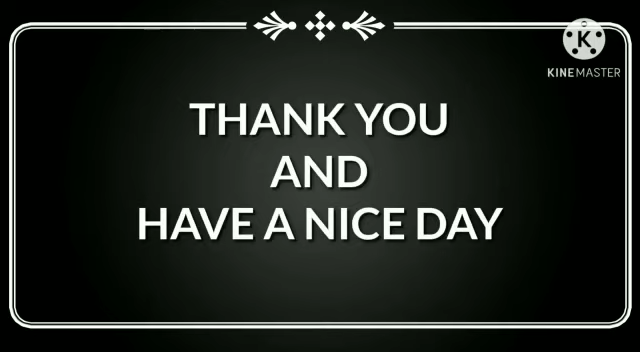 K
KINEMASTER
THANK YOU
AND
HAVE A NICE DAY